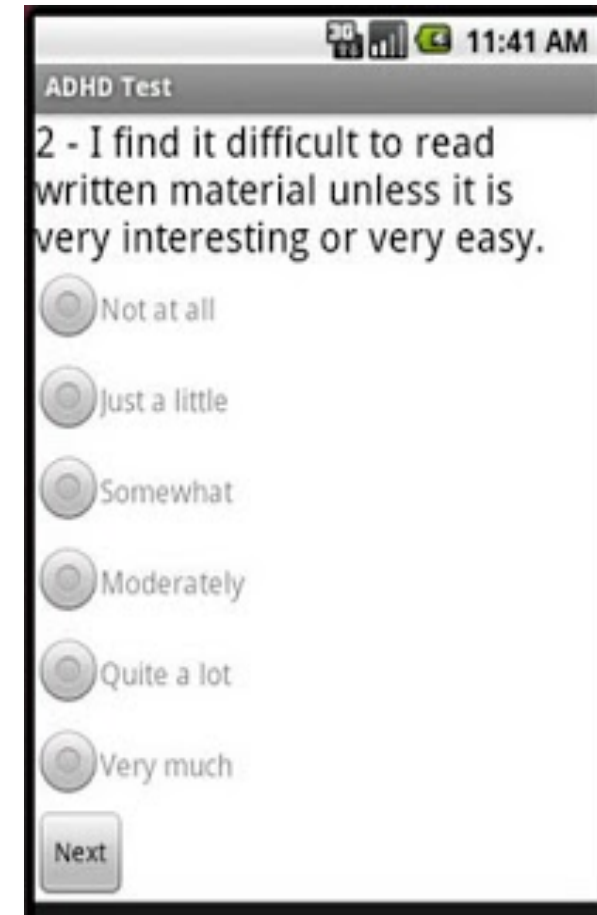 3G
11:41 AM
ADHD Test
2 - I find it difficult to read
written material unless it is
very interesting or very easy.
Not at all
Just a little
Somewhat
Moderately
Quite a lot
Very much
Next